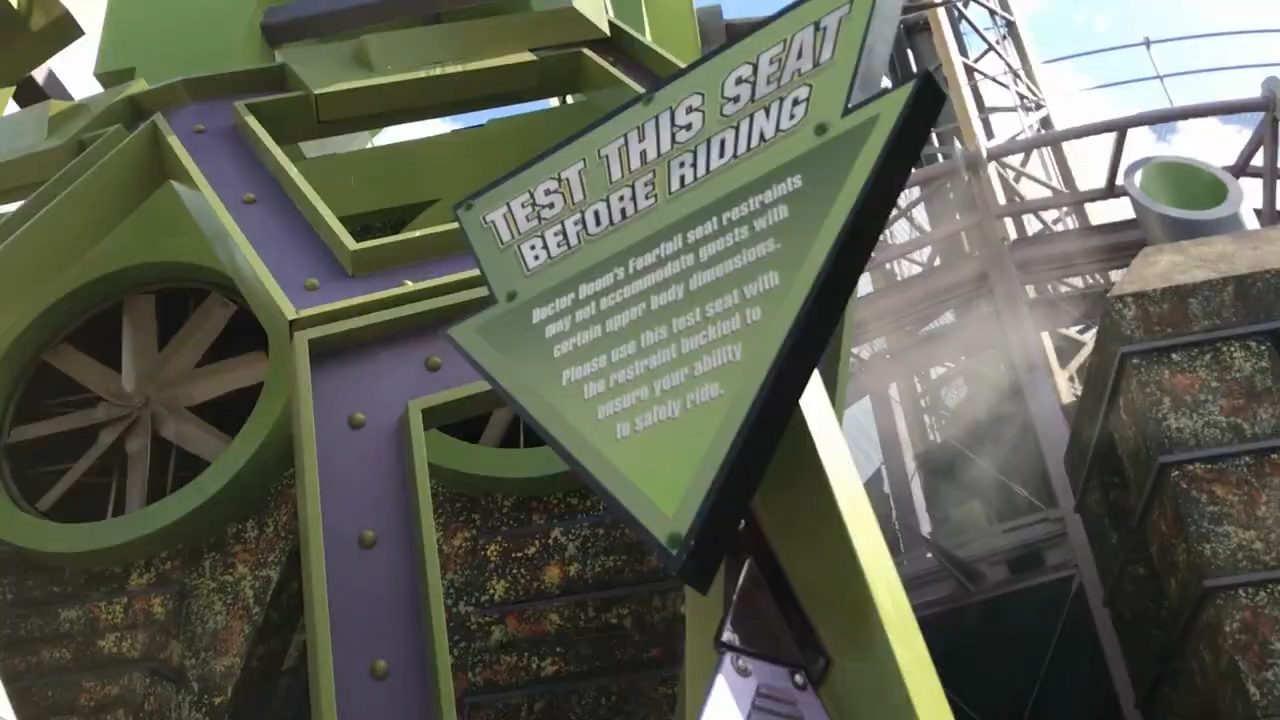 TEST THIS SEAT
BEFORE RIDING
Doctor Doom's Fearfall seat restraints
may not accommodate guests with
certain upper body dimensions.
Please use this test seat with
the restraint buckled to
ensure your ability
to safely ride.